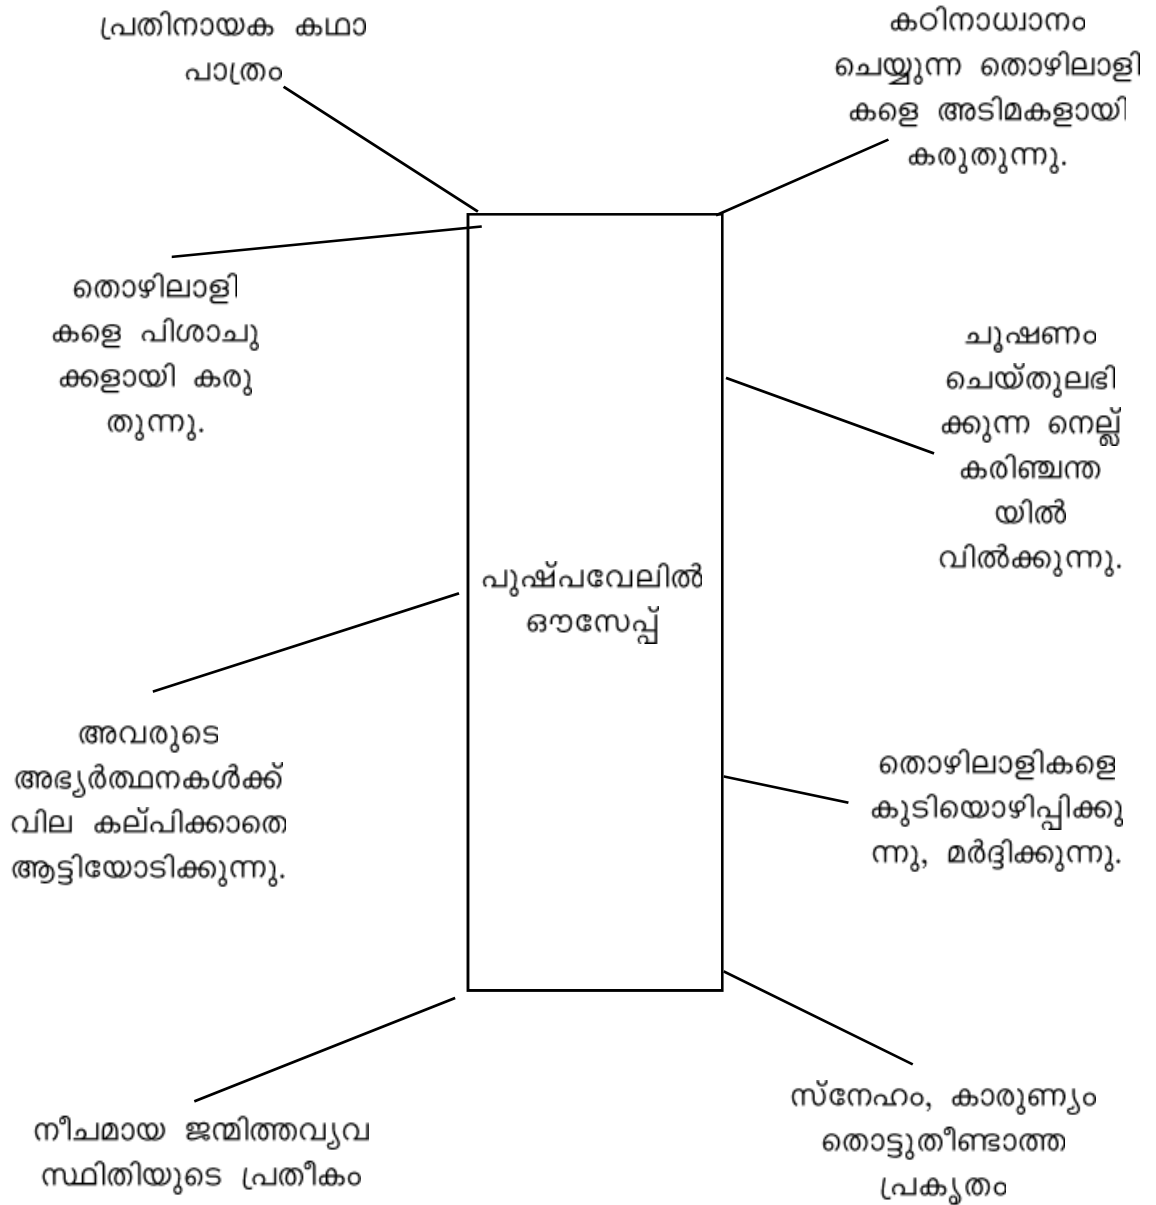 പ്രതിനായക കഥാ
പാത്രം
കഠിനാധ്വാനം
ചെയ്യുന്ന തൊഴിലാളി
കളെ അടിമകളായി
കരുതുന്നു.
തൊഴിലാളി
കളെ പിശാചു
ക്കളായി കരു
തുന്നു.
ചൂഷണം
ചെയ്തുലഭി
ക്കുന്ന നെല്ല്
കരിഞ്ചന്ത
യിൽ
വിൽക്കുന്നു.
പുഷ്പവേലിൽ
ഔസേപ്പ്
അവരുടെ
അഭ്യർത്ഥനകൾക്ക്
വില കല്പിക്കാതെ
ആട്ടിയോടിക്കുന്നു.
തൊഴിലാളികളെ
കുടിയൊഴിപ്പിക്കു
ന്നു, മർദ്ദിക്കുന്നു.
നീചമായ ജന്മിത്തവ്യവ
സ്ഥിതിയുടെ പ്രതീകം
സ്നേഹം, കാരുണ്യം
തൊട്ടുതീണ്ടാത്ത
പ്രകൃതം